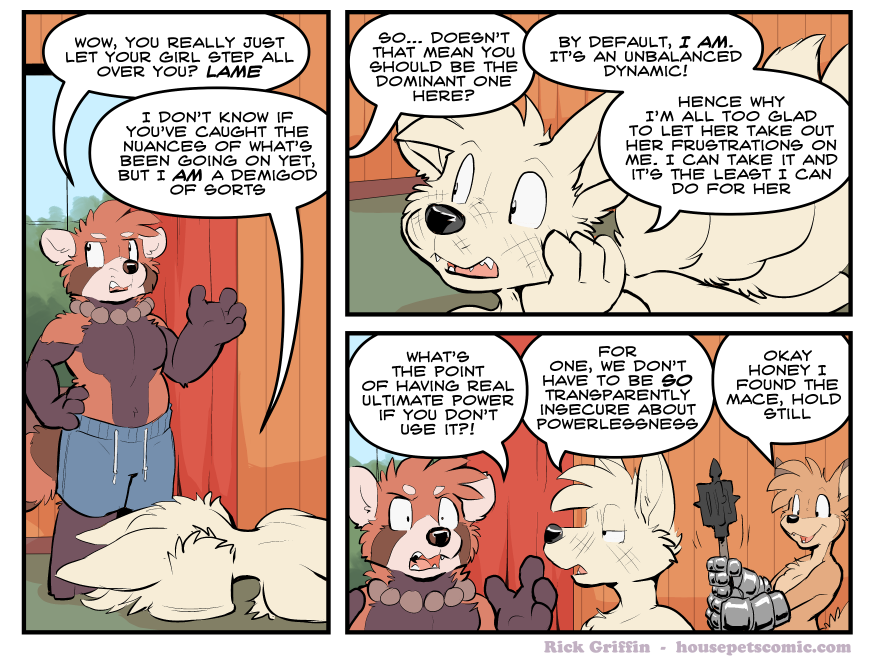 WOW, YOU REALLY JUST
LET YOUR GIRL STEP ALL
OVER YOU? LAME
I DON'T KNOW IF
YOU'VE CAUGHT THE
NUANCES OF WHAT'S
BEEN GOING ON YET,
BUT I AM A DEMIGOD
OF SORTS
SO... DOESN'T
THAT MEAN YOU
SHOULD BE THE
DOMINANT ONE
HERE?
BY DEFAULT, I AM.
IT'S AN UNBALANCED
DYNAMIC!
HENCE WHY
I'M ALL TOO GLAD
TO LET HER TAKE OUT
HER FRUSTRATIONS ON
ME. I CAN TAKE IT AND
IT'S THE LEAST I CAN
DO FOR HER
WHAT'S
THE POINT
OF HAVING REAL
ULTIMATE POWER
IF YOU DON'T
USE IT?!
FOR
ONE, WE DON'T
HAVE TO BE SO
TRANSPARENTLY
INSECURE ABOUT
POWERLESSNESS
OKAY
HONEY I
FOUND THE
MACE, HOLD
STILL
Rick Griffin - housepetscomic.com